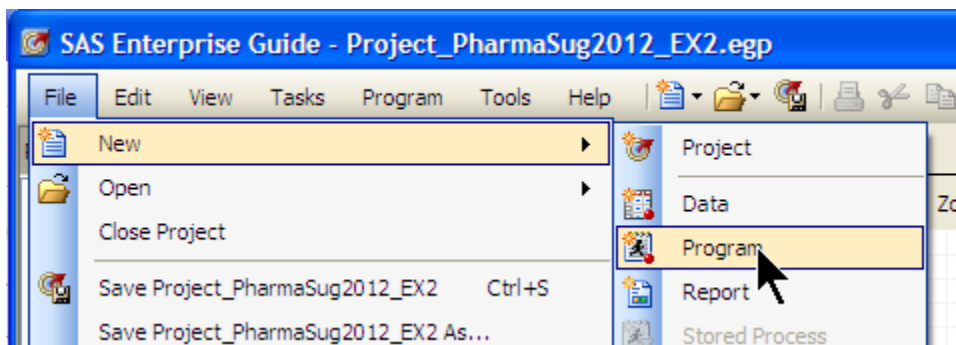 SAS Enterprise Guide - Project_PharmaSug2012_EX2.egp
File Edit View Tasks Program Tools Help
New
Project
Open
Data
Close Project
Program
Save Project_PharmaSug2012_EX2 Ctrl+S
Report
Save Project_PharmaSug2012_EX2 As...
Stored Process